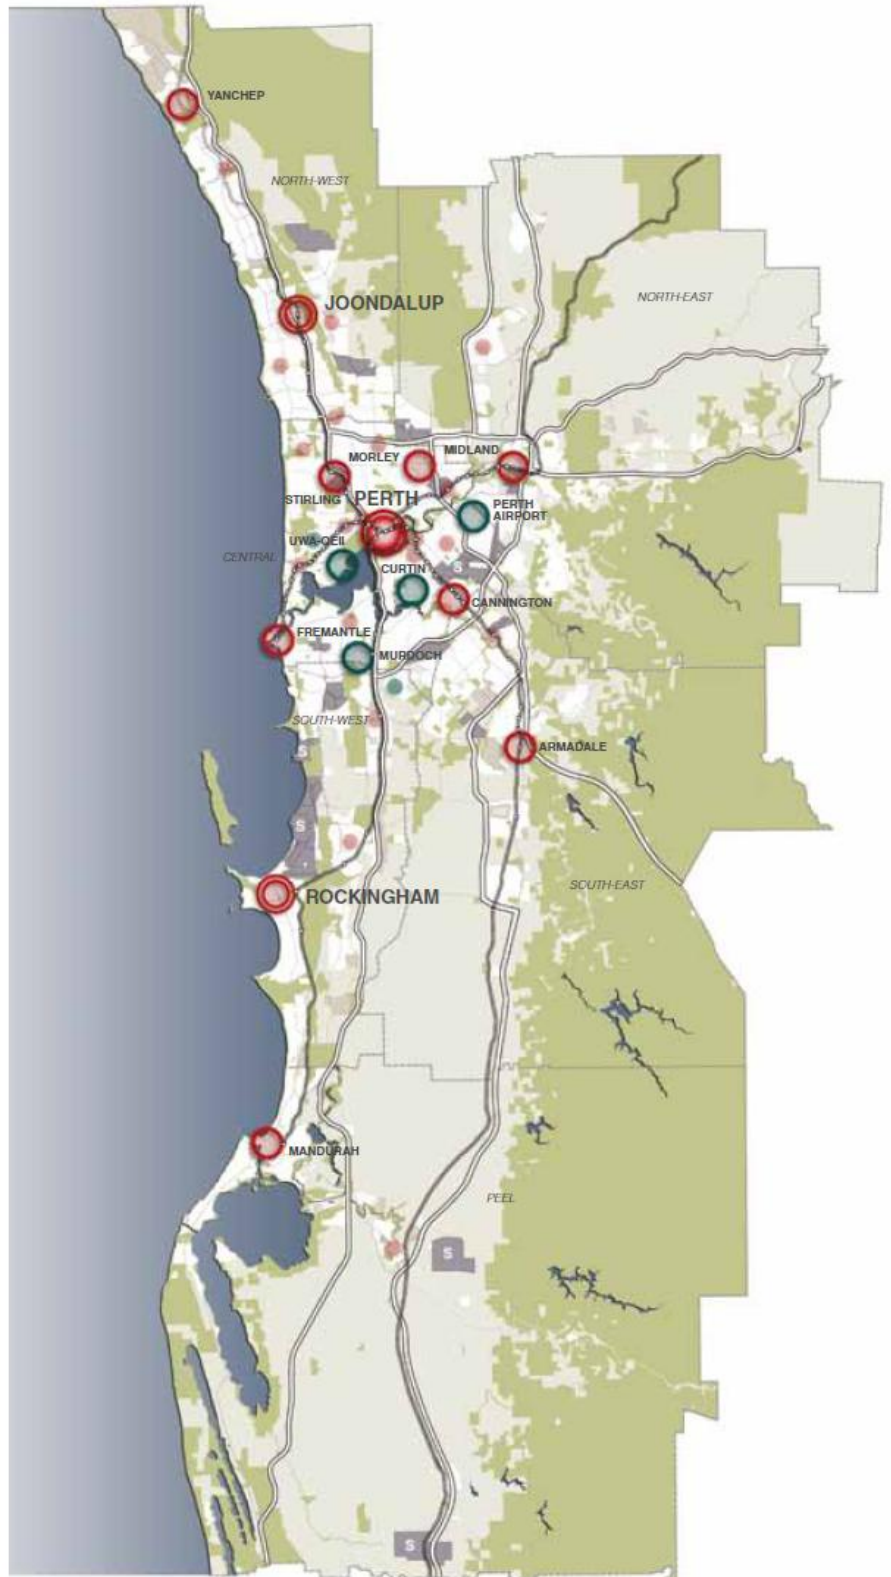 YANCHEP
NORTH-WEST
JOONDALUP
NORTH-EAST
MORLEY
MIDLAND
STIRLING
PERTH
PERTH
AIRPORT
UWA-QEII
CENTRAL
CURTIN
S
CANNINGTON
FREMANTLE
MURDOCH
SOUTH-WEST
S
ARMADALE
S
SOUTH-EAST
ROCKINGHAM
MANDURAH
PEEL
S
S